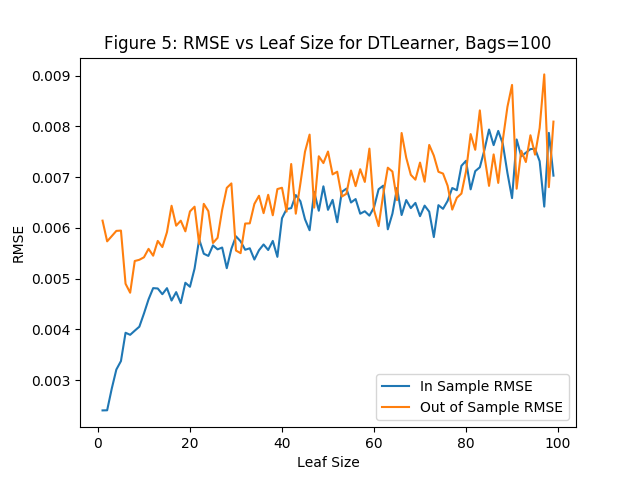 Figure 5: RMSE vs Leaf Size for DTLearner, Bags=100
0.009
0.008
0.007
0.006
0.005
0.004
0.003
RMSE
In Sample RMSE
Out of Sample RMSE
0 20 40 60 80 100
Leaf Size